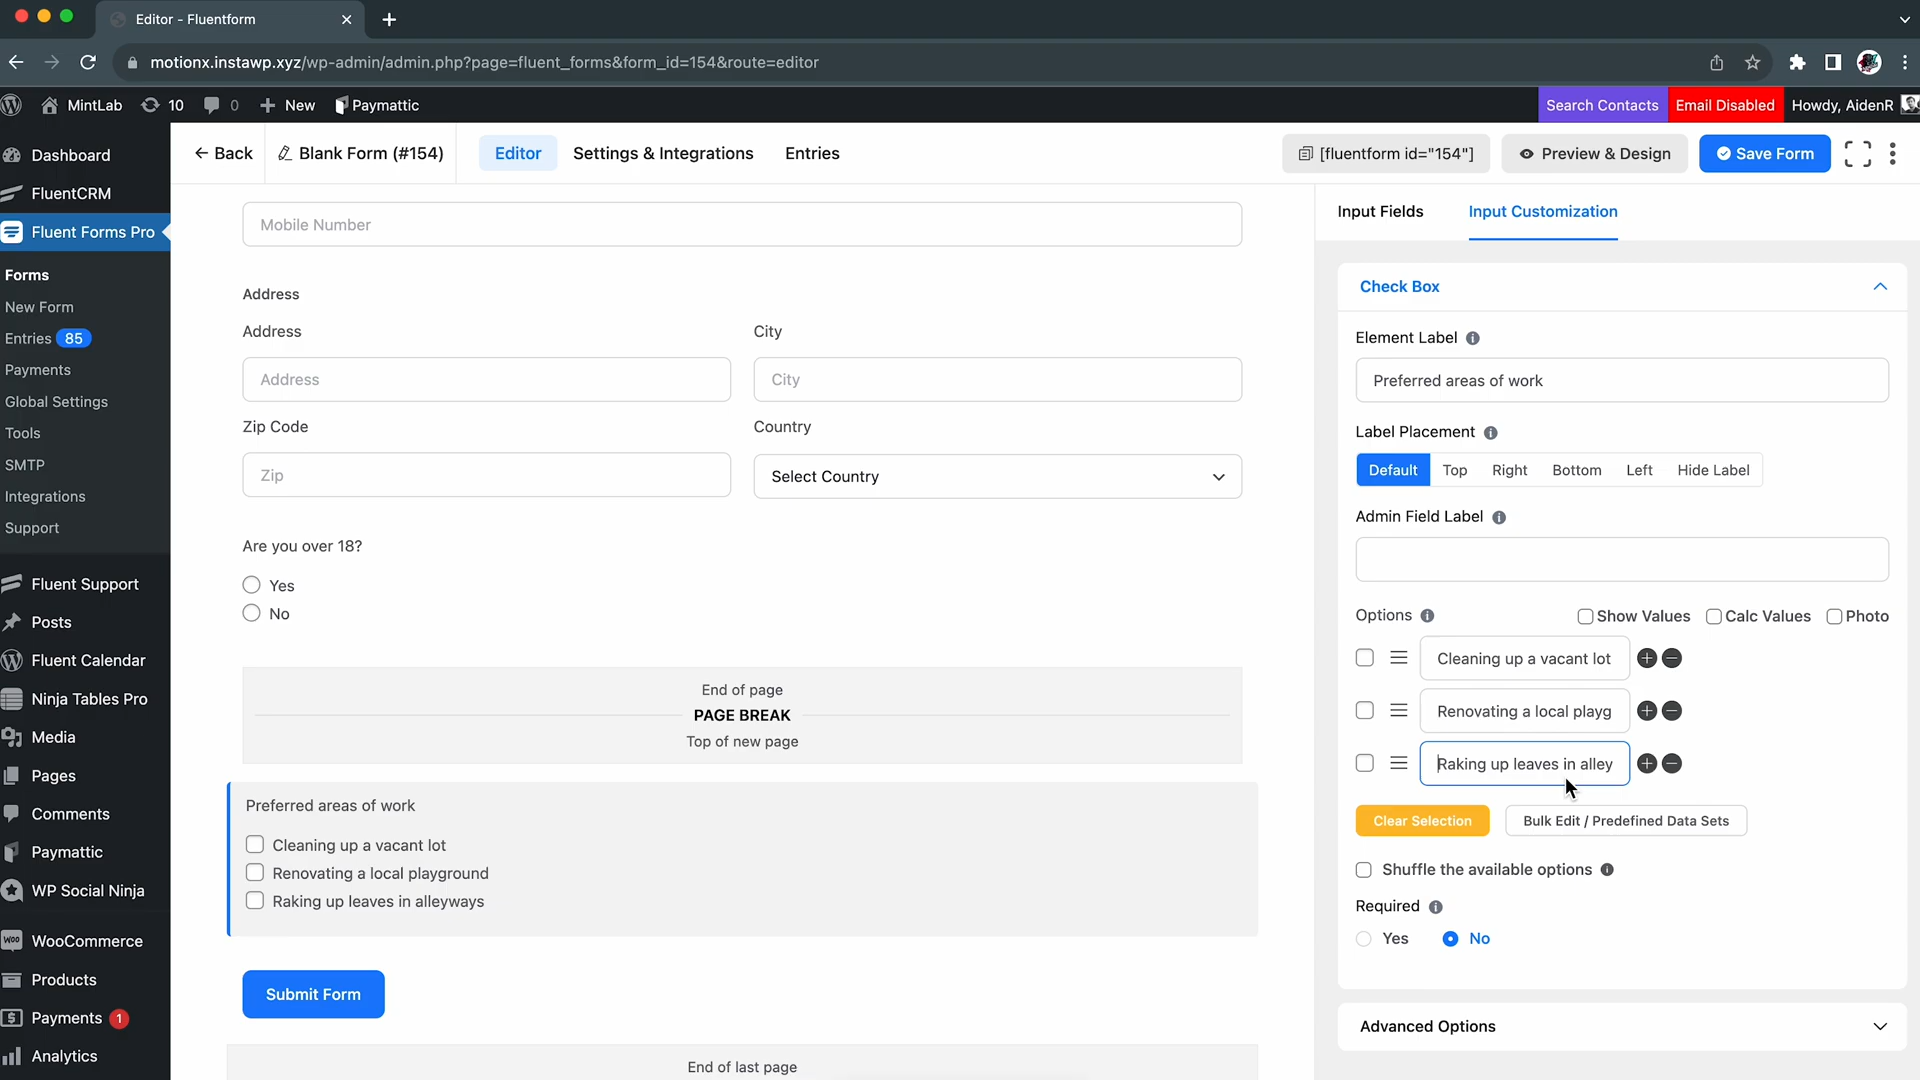 Editor - Fluentform
motionx.instawp.xyz/wp-admin/admin.php?page=fluent_forms&form_id=154&route=editor
MintLab
10
0
New
Paymattic
Search Contacts
Email Disabled
Howdy, AidenR
Dashboard
FluentCRM
Fluent Forms Pro
Forms
New Form
Entries 85
Payments
Global Settings
Tools
SMTP
Integrations
Support
Fluent Support
Posts
Fluent Calendar
Ninja Tables Pro
Media
Pages
Comments
Paymattic
WP Social Ninja
WOO WooCommerce
Products
Payments 1
Analytics
Back
Blank Form (#154)
Editor
Settings & Integrations
Entries
[fluentform id="154"]
Preview & Design
Save Form
Mobile Number
Address
Address
City
Address
City
Zip Code
Country
Zip
Select Country
Are you over 18?
Yes
No
End of page
PAGE BREAK
Top of new page
Preferred areas of work
Cleaning up a vacant lot
Renovating a local playground
Raking up leaves in alleyways
Submit Form
End of last page
Input Fields
Input Customization
Check Box
Element Label
Preferred areas of work
Label Placement
Default
Top
Right
Bottom
Left
Hide Label
Admin Field Label
Options
Show Values
Calc Values
Photo
Cleaning up a vacant lot
Renovating a local playg
Raking up leaves in alley
Clear Selection
Bulk Edit / Predefined Data Sets
Shuffle the available options
Required
Yes
No
Advanced Options